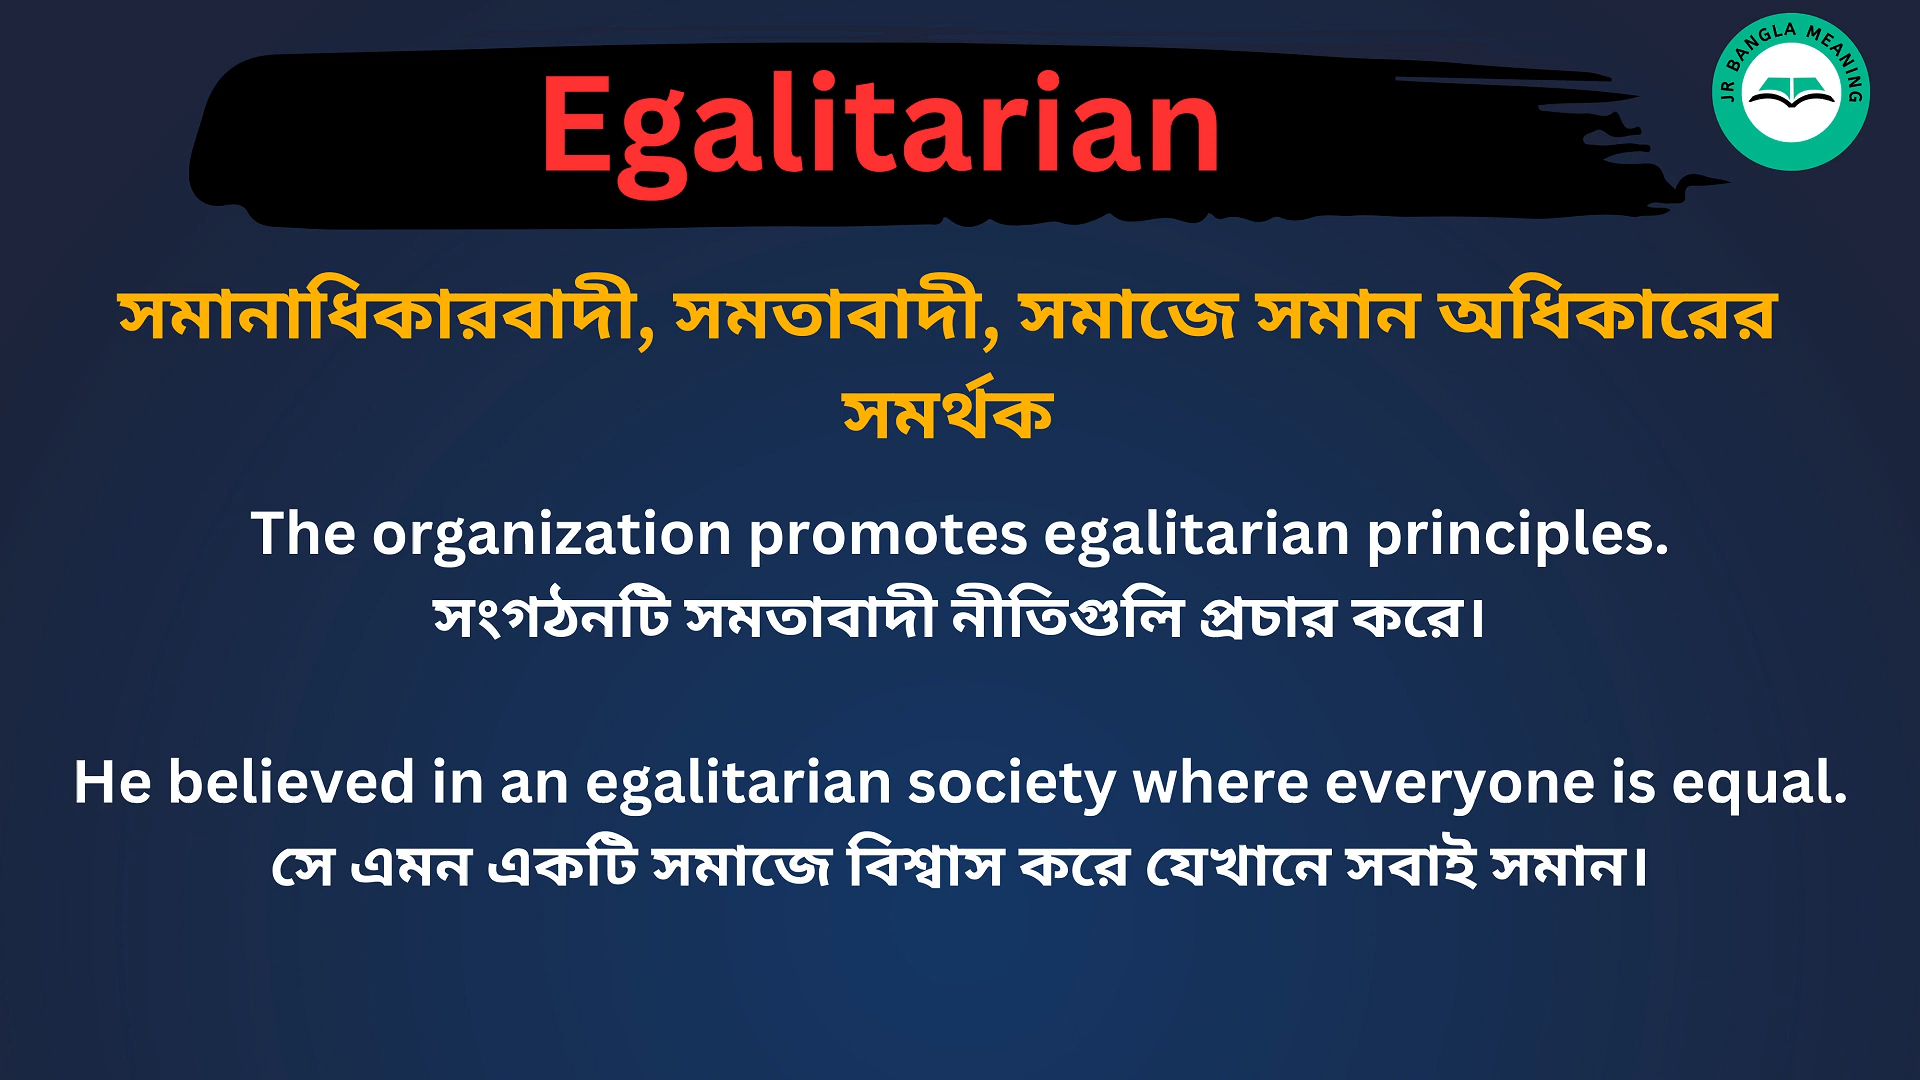 JR BANGLA MEANING
Egalitarian
সমানাধিকারবাদী, সমতাবাদী, সমাজে সমান অধিকারের
সমর্থক
The organization promotes egalitarian principles.
সংগঠনটি সমতাবাদী নীতিগুলি প্রচার করে।
He believed in an egalitarian society where everyone is equal.
সে এমন একটি সমাজে বিশ্বাস করে যেখানে সবাই সমান।